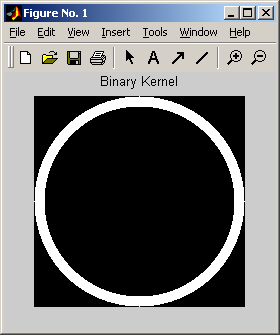 Figure No. 1
File Edit View Insert Tools Window Help
A
Binary Kernel